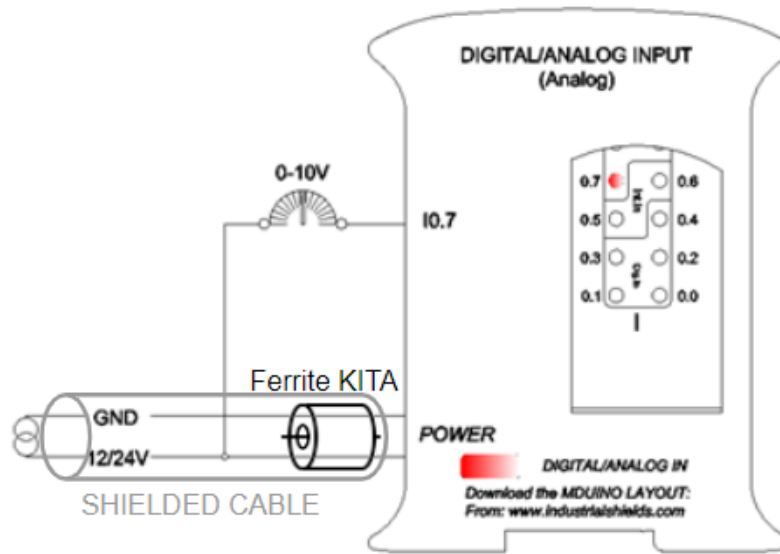 DIGITAL/ANALOG INPUT
(Analog)
0-10V
I0.7
0.7 0.6
0.5 0.4
0.3 0.2
0.1 0.0
I
Ferrite KITA
GND
12/24V
SHIELDED CABLE
POWER
DIGITAL/ANALOG IN
Download the MDUINO LAYOUT:
From: www.industrialshields.com